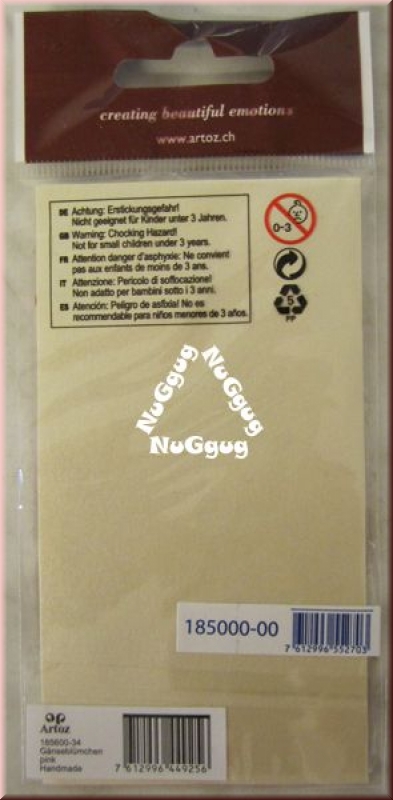 creating beautiful emotions
www.artoz.ch
DE Achtung: Erstickungsgefahr!
Nicht geeignet für Kinder unter 3 Jahren.
GB Warning: Chocking Hazard!
Not for small children under 3 years.
FR Attention danger d'asphyxie: Ne convient
pas aux enfants de moins de 3 ans.
IT Attenzione: Pericolo di soffocazione!
Non adatto per bambini sotto i 3 anni.
ES Atención: Peligro de asfixia! No es
recommendable para niños menores de 3 años.
0-3
5
PP
NuGgug
NuGgug
NuGgug
185000-00
7 612996 552703
Artoz
185600-34
Gänseblümchen
pink
Handmade
7 612996 449256